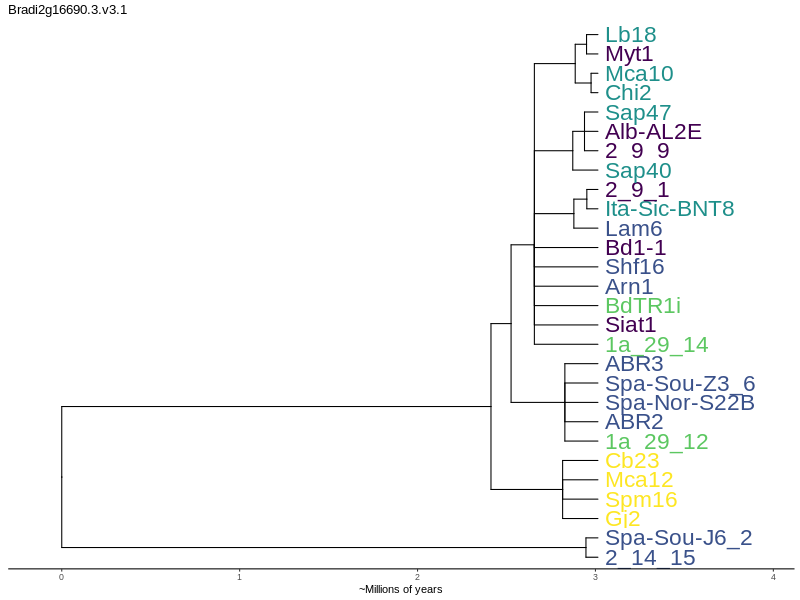 Bradi2g16690.3.v3.1
Lb18
Myt1
Mca10
Chi2
Sap47
Alb-AL2E
2_9_9
Sap40
2_9_1
Ita-Sic-BNT8
Lam6
Bd1-1
Shf16
Arn1
BdTR1i
Siat1
1a_29_14
ABR3
Spa-Sou-Z3_6
Spa-Nor-S22B
ABR2
1a_29_12
Cb23
Mca12
Spm16
Gi2
Spa-Sou-J6_2
2_14_15
0 1 2 3 4
~Millions of years